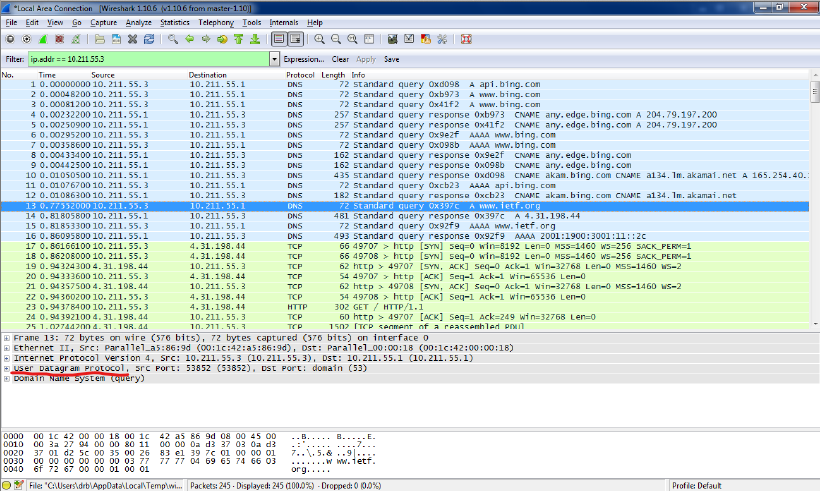 *Local Area Connection   [Wireshark 1.10.6  (v1.10.6 from master-1.10)]
File Edit View Go Capture Analyze Statistics Telephony Tools Internals Help
Filter: ip.addr == 10.211.55.3 Expression... Clear Apply Save
No. Time Source Destination Protocol Length Info
1 0.00000000 10.211.55.3 10.211.55.1 DNS 72 Standard query 0xd098 A api.bing.com
2 0.00048200 10.211.55.3 10.211.55.1 DNS 72 Standard query 0xb973 A www.bing.com
3 0.00081200 10.211.55.3 10.211.55.1 DNS 72 Standard query 0x41f2 A www.bing.com
4 0.00232200 10.211.55.1 10.211.55.3 DNS 257 Standard query response 0xb973 CNAME any.edge.bing.com A 204.79.197.200
5 0.00250900 10.211.55.1 10.211.55.3 DNS 257 Standard query response 0x41f2 CNAME any.edge.bing.com A 204.79.197.200
6 0.00295200 10.211.55.3 10.211.55.1 DNS 72 Standard query 0x9e2f AAAA www.bing.com
7 0.00358600 10.211.55.3 10.211.55.1 DNS 72 Standard query 0x098b AAAA www.bing.com
8 0.00433400 10.211.55.1 10.211.55.3 DNS 162 Standard query response 0x9e2f CNAME any.edge.bing.com
9 0.00442500 10.211.55.1 10.211.55.3 DNS 162 Standard query response 0x098b CNAME any.edge.bing.com
10 0.01050500 10.211.55.1 10.211.55.3 DNS 435 Standard query response 0xd098 CNAME akam.bing.com CNAME a134.lm.akamai.net A 165.254.40.
11 0.01076700 10.211.55.3 10.211.55.1 DNS 72 Standard query 0xcb23 AAAA api.bing.com
12 0.01086300 10.211.55.1 10.211.55.3 DNS 182 Standard query response 0xcb23 CNAME akam.bing.com CNAME a134.lm.akamai.net
13 0.77552000 10.211.55.3 10.211.55.1 DNS 72 Standard query 0x397c A www.ietf.org
14 0.81805800 10.211.55.1 10.211.55.3 DNS 481 Standard query response 0x397c A 4.31.198.44
15 0.81853300 10.211.55.3 10.211.55.1 DNS 72 Standard query 0x92f9 AAAA www.ietf.org
16 0.86095800 10.211.55.1 10.211.55.3 DNS 493 Standard query response 0x92f9 AAAA 2001:1900:3001:11::2c
17 0.86166100 10.211.55.3 4.31.198.44 TCP 66 49707 > http [SYN] Seq=0 Win=8192 Len=0 MSS=1460 WS=256 SACK_PERM=1
18 0.86208000 10.211.55.3 4.31.198.44 TCP 66 49708 > http [SYN] Seq=0 Win=8192 Len=0 MSS=1460 WS=256 SACK_PERM=1
19 0.94324300 4.31.198.44 10.211.55.3 TCP 62 http > 49707 [SYN, ACK] Seq=0 Ack=1 Win=32768 Len=0 MSS=1460 WS=2
20 0.94333600 10.211.55.3 4.31.198.44 TCP 54 49707 > http [ACK] Seq=1 Ack=1 Win=65536 Len=0
21 0.94357500 4.31.198.44 10.211.55.3 TCP 62 http > 49708 [SYN, ACK] Seq=0 Ack=1 Win=32768 Len=0 MSS=1460 WS=2
22 0.94360200 10.211.55.3 4.31.198.44 TCP 54 49708 > http [ACK] Seq=1 Ack=1 Win=65536 Len=0
23 0.94378400 10.211.55.3 4.31.198.44 HTTP 302 GET / HTTP/1.1
24 0.94392100 4.31.198.44 10.211.55.3 TCP 60 http > 49707 [ACK] Seq=1 Ack=249 Win=32768 Len=0
25 1.02744200 4.31.198.44 10.211.55.3 TCP 1502 [TCP segment of a reassembled PDU]
Frame 13: 72 bytes on wire (576 bits), 72 bytes captured (576 bits) on interface 0
Ethernet II, Src: Parallel_a5:86:9d (00:1c:42:a5:86:9d), Dst: Parallel_00:00:18 (00:1c:42:00:00:18)
Internet Protocol Version 4, Src: 10.211.55.3 (10.211.55.3), Dst: 10.211.55.1 (10.211.55.1)
User Datagram Protocol, Src Port: 53852 (53852), Dst Port: domain (53)
Domain Name System (query)
0000 00 1c 42 00 00 18 00 1c 42 a5 86 9d 08 00 45 00 ..B..... B.....E.
0010 00 3a 27 94 00 00 80 11 00 00 0a d3 37 03 0a d3 .:'..... ....7...
0020 37 01 d2 5c 00 35 00 26 83 e1 39 7c 01 00 00 01 7..\.5.& ..9|....
0030 00 00 00 00 00 00 03 77 77 77 04 69 65 74 66 03 .......w ww.ietf.
0040 6f 72 67 00 00 01 00 01 org.....
File: "C:\Users\drb\AppData\Local\Temp\wi... Packets: 245 · Displayed: 245 (100.0%) · Dropped: 0 (0.0%) Profile: Default